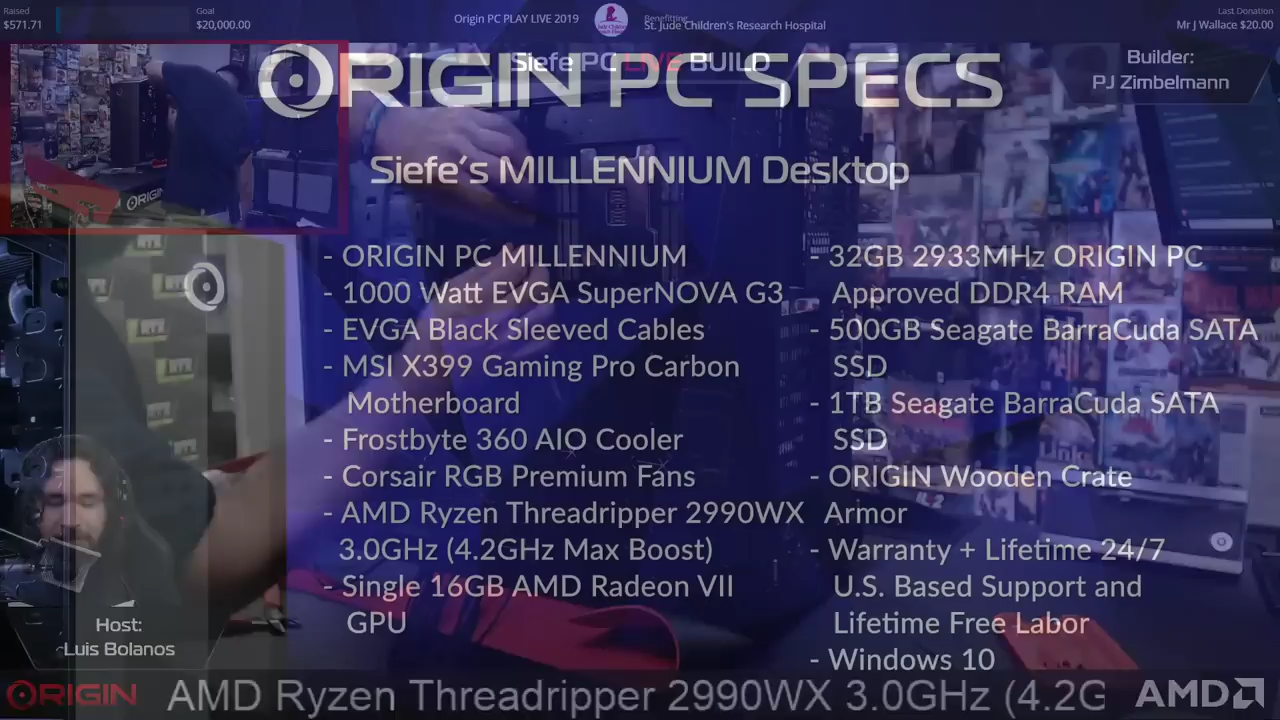 Raised
$571.71
Goal
$20,000.00
Origin PC PLAY LIVE 2019
Benefitting
St. Jude Children's Research Hospital
Last Donation
Mr J Wallace $20.00
Siefe PC LIVE BUILD
Builder:
PJ Zimbelmann
ORIGIN PC SPECS
Siefe's MILLENNIUM Desktop
- ORIGIN PC MILLENNIUM
- 1000 Watt EVGA SuperNOVA G3
- EVGA Black Sleeved Cables
- MSI X399 Gaming Pro Carbon
Motherboard
- Frostbyte 360 AIO Cooler
- Corsair RGB Premium Fans
- AMD Ryzen Threadripper 2990WX
3.0GHz (4.2GHz Max Boost)
- Single 16GB AMD Radeon VII
GPU
- 32GB 2933MHz ORIGIN PC
Approved DDR4 RAM
- 500GB Seagate BarraCuda SATA
SSD
- 1TB Seagate BarraCuda SATA
SSD
- ORIGIN Wooden Crate
Armor
- Warranty + Lifetime 24/7
U.S. Based Support and
Lifetime Free Labor
- Windows 10
ORIGIN
Host:
Luis Bolanos
ORIGIN
AMD Ryzen Threadripper 2990WX 3.0GHz (4.2G
AMD